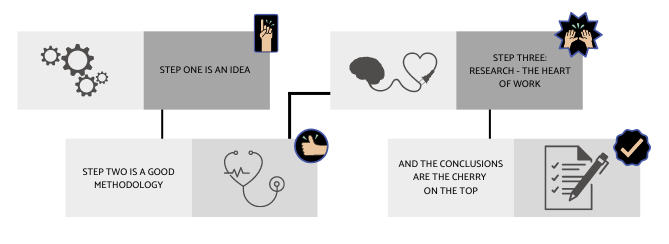 STEP ONE IS AN IDEA
STEP TWO IS A GOOD
METHODOLOGY
STEP THREE:
RESEARCH - THE HEART
OF WORK
AND THE CONCLUSIONS
ARE THE CHERRY
ON THE TOP